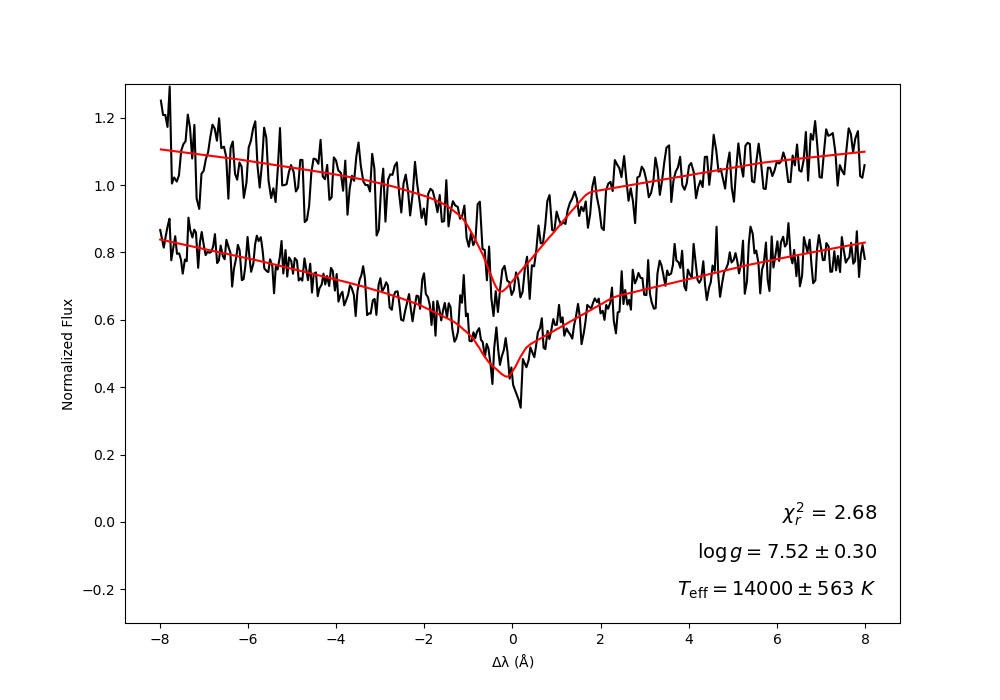 1.2
1.0
0.8
0.6
0.4
0.2
0.0
−0.2
Normalized Flux
χ²ᵣ = 2.68
log g = 7.52 ± 0.30
T_eff = 14000 ± 563 K
−8 −6 −4 −2 0 2 4 6 8
Δλ (Å)